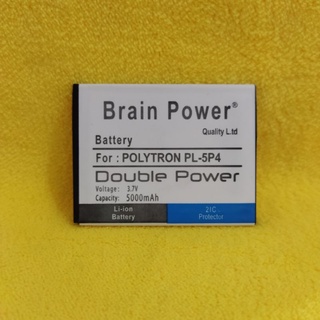 Brain Power®
Quality L.td
Battery
For : POLYTRON PL-5P4
Double Power
Voltage: 3.7V
Capacity: 5000mAh
Li-ion Battery
21C Protector